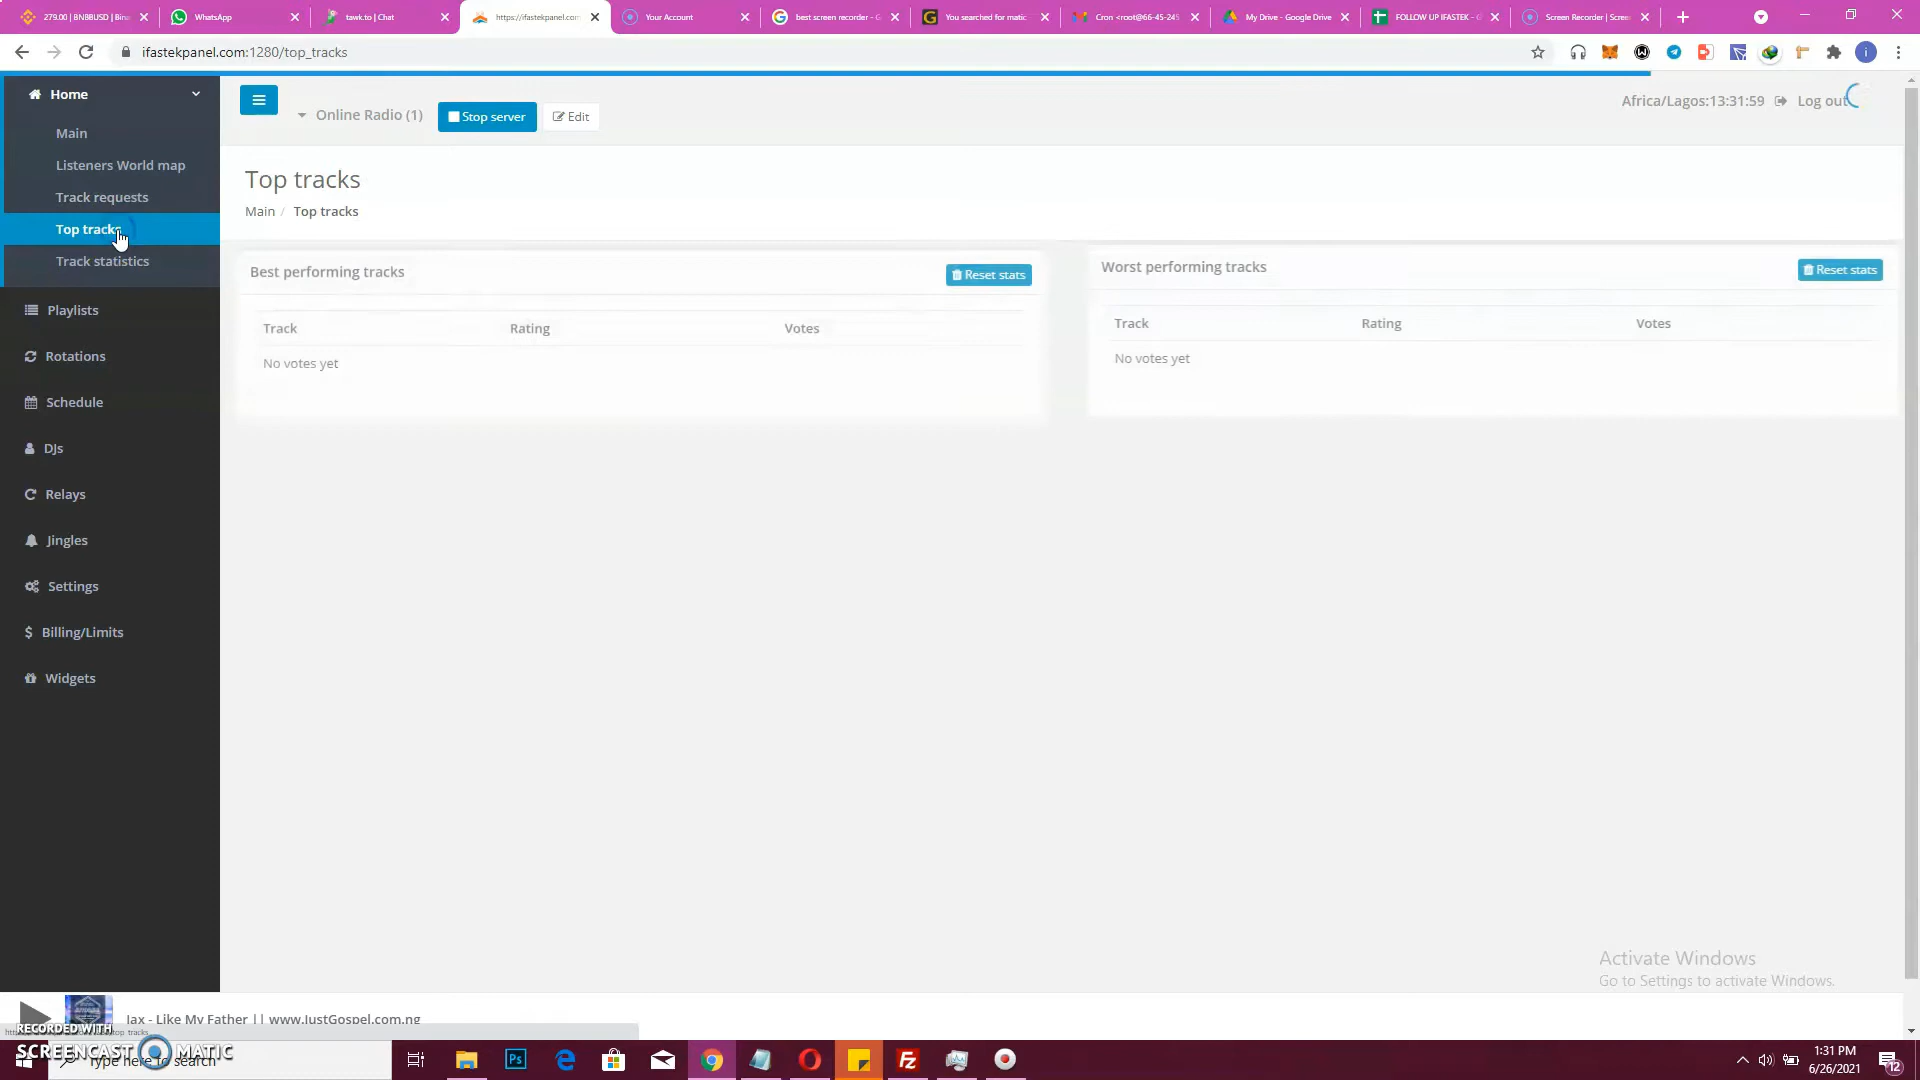 279.00 | BNBBUSD | Bina
WhatsApp
tawk.to | Chat
https://ifastekpanel.com
Your Account
best screen recorder - G
You searched for matic
Cron <root@66-45-245
My Drive - Google Drive
FOLLOW UP IFASTEK - G
Screen Recorder | Scree
ifastekpanel.com:1280/top_tracks
Home
Main
Listeners World map
Track requests
Top tracks
Track statistics
Playlists
Rotations
Schedule
DJs
Relays
Jingles
Settings
Billing/Limits
Widgets
Online Radio (1)
Stop server
Edit
Africa/Lagos:13:31:59
Log out
Top tracks
Main / Top tracks
Best performing tracks
Reset stats
Track Rating Votes
No votes yet
Worst performing tracks
Reset stats
Track Rating Votes
No votes yet
Activate Windows
Go to Settings to activate Windows.
Jax - Like My Father || www.JustGospel.com.ng
RECORDED WITH
SCREENCAST MATIC
Type here to search
1:31 PM
6/26/2021
12